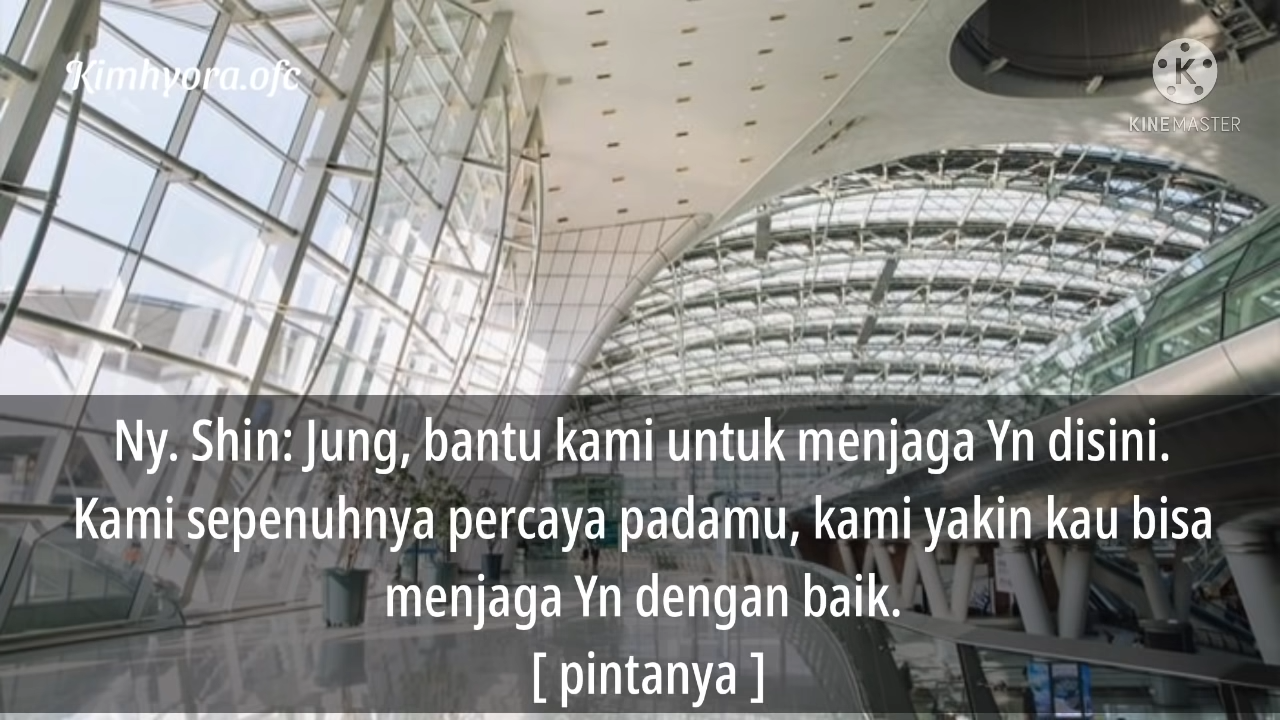 Kimhyora.ofc
K
KINEMASTER
Ny. Shin: Jung, bantu kami untuk menjaga Yn disini.
Kami sepenuhnya percaya padamu, kami yakin kau bisa
menjaga Yn dengan baik.
[ pintanya ]